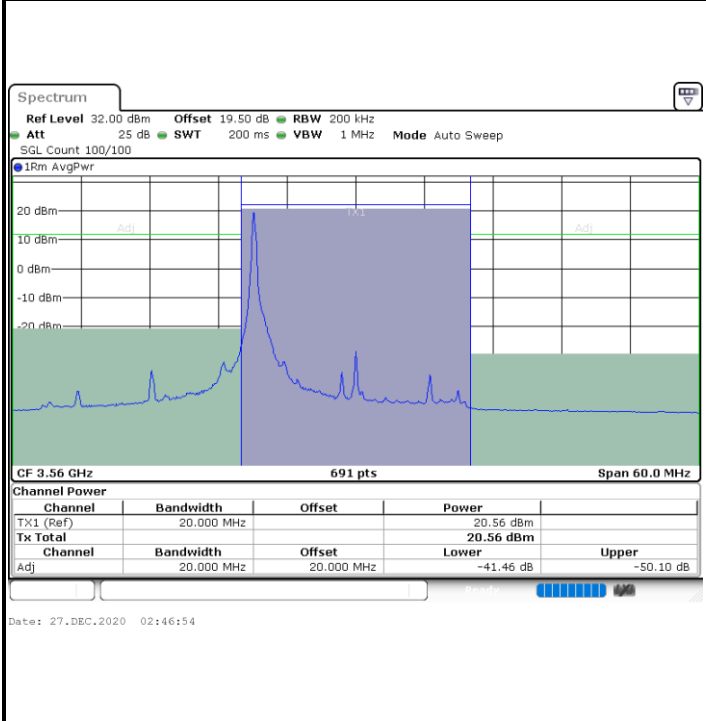 Spectrum
Ref Level 32.00 dBm Offset 19.50 dB RBW 200 kHz
Att 25 dB SWT 200 ms VBW 1 MHz Mode Auto Sweep
SGL Count 100/100
1Rm AvgPwr
TX1
20 dBm
Adj Adj
10 dBm
0 dBm
-10 dBm
-20 dBm
CF 3.56 GHz 691 pts Span 60.0 MHz
Channel Power
Channel Bandwidth Offset Power
TX1 (Ref) 20.000 MHz 20.56 dBm
Tx Total 20.56 dBm
Channel Bandwidth Offset Lower Upper
Adj 20.000 MHz 20.000 MHz -41.46 dB -50.10 dB
Ready
Date: 27.DEC.2020 02:46:54